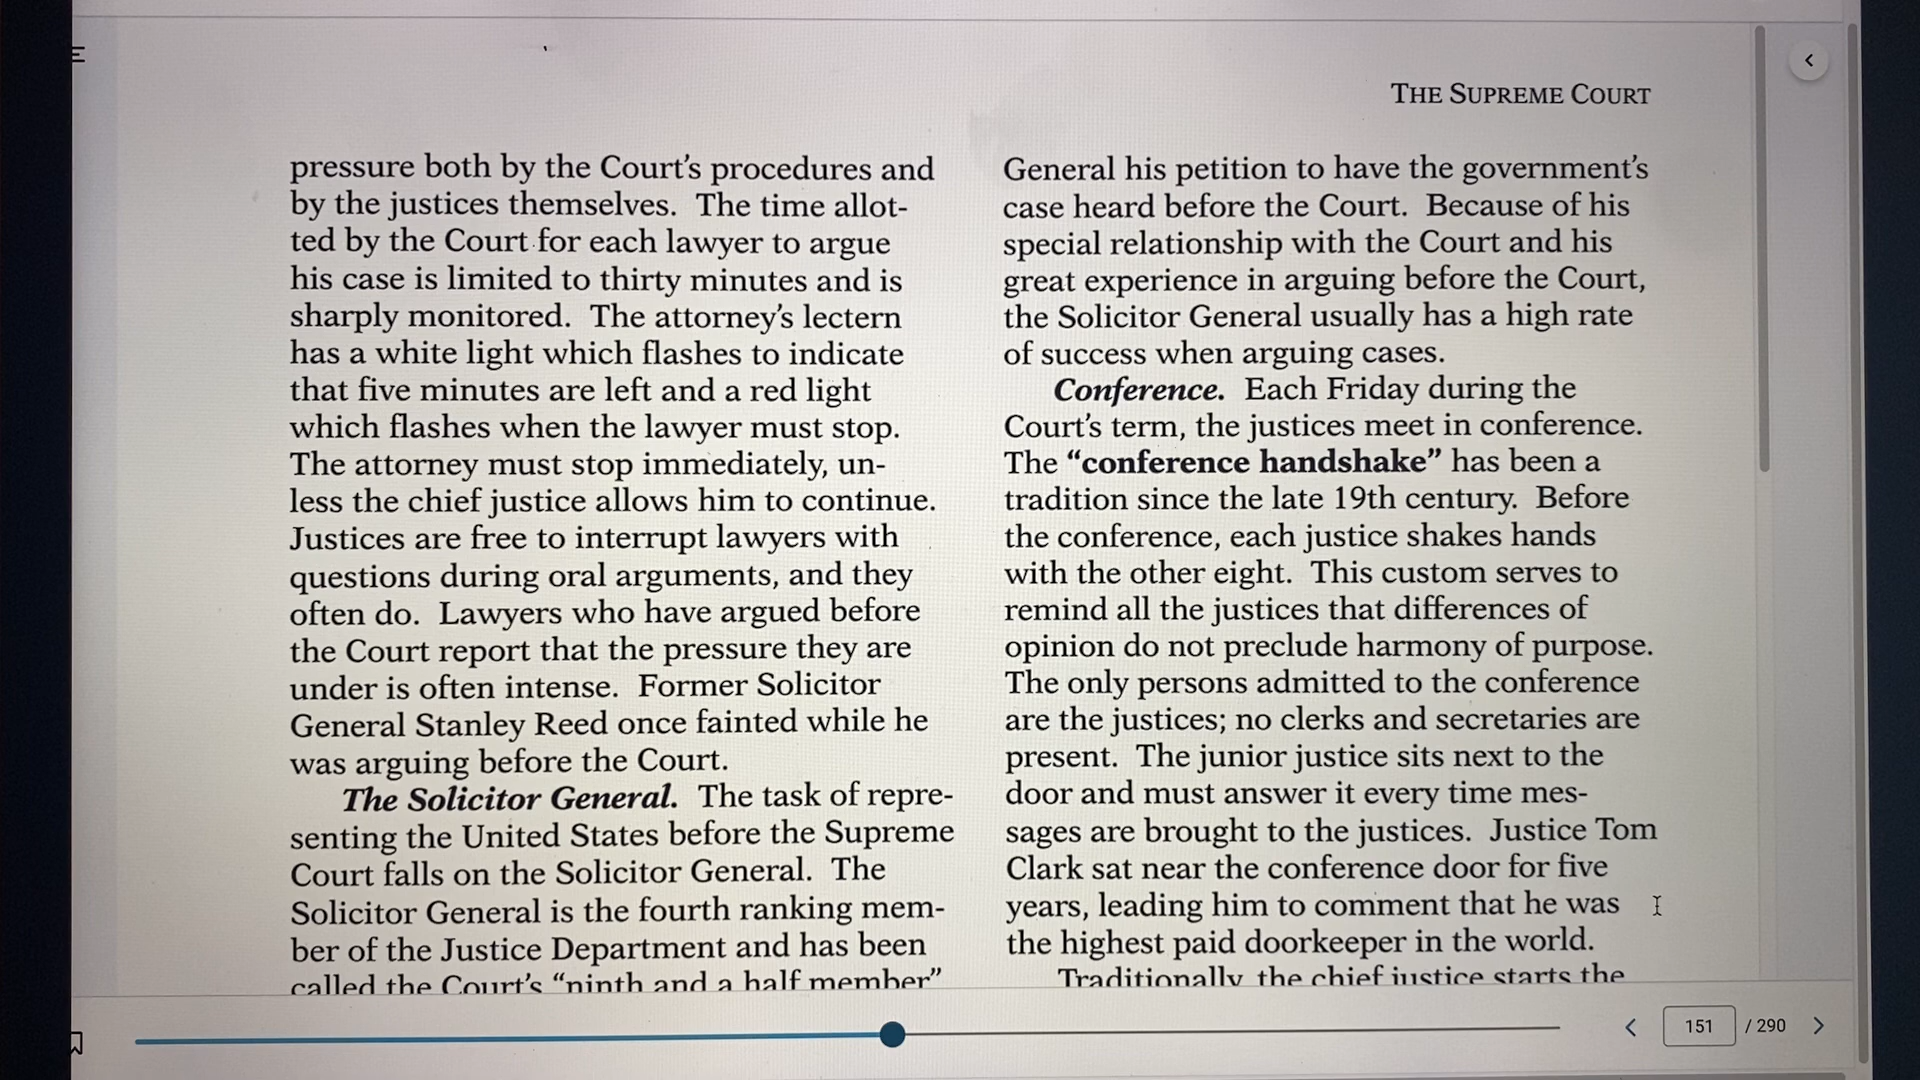 THE SUPREME COURT
pressure both by the Court's procedures and
by the justices themselves. The time allot-
ted by the Court for each lawyer to argue
his case is limited to thirty minutes and is
sharply monitored. The attorney's lectern
has a white light which flashes to indicate
that five minutes are left and a red light
which flashes when the lawyer must stop.
The attorney must stop immediately, un-
less the chief justice allows him to continue.
Justices are free to interrupt lawyers with
questions during oral arguments, and they
often do. Lawyers who have argued before
the Court report that the pressure they are
under is often intense. Former Solicitor
General Stanley Reed once fainted while he
was arguing before the Court.
The Solicitor General. The task of repre-
senting the United States before the Supreme
Court falls on the Solicitor General. The
Solicitor General is the fourth ranking mem-
ber of the Justice Department and has been
called the Court's “ninth and a half member”
General his petition to have the government's
case heard before the Court. Because of his
special relationship with the Court and his
great experience in arguing before the Court,
the Solicitor General usually has a high rate
of success when arguing cases.
Conference. Each Friday during the
Court's term, the justices meet in conference.
The “conference handshake” has been a
tradition since the late 19th century. Before
the conference, each justice shakes hands
with the other eight. This custom serves to
remind all the justices that differences of
opinion do not preclude harmony of purpose.
The only persons admitted to the conference
are the justices; no clerks and secretaries are
present. The junior justice sits next to the
door and must answer it every time mes-
sages are brought to the justices. Justice Tom
Clark sat near the conference door for five
years, leading him to comment that he was
the highest paid doorkeeper in the world.
Traditionally, the chief justice starts the
151 / 290